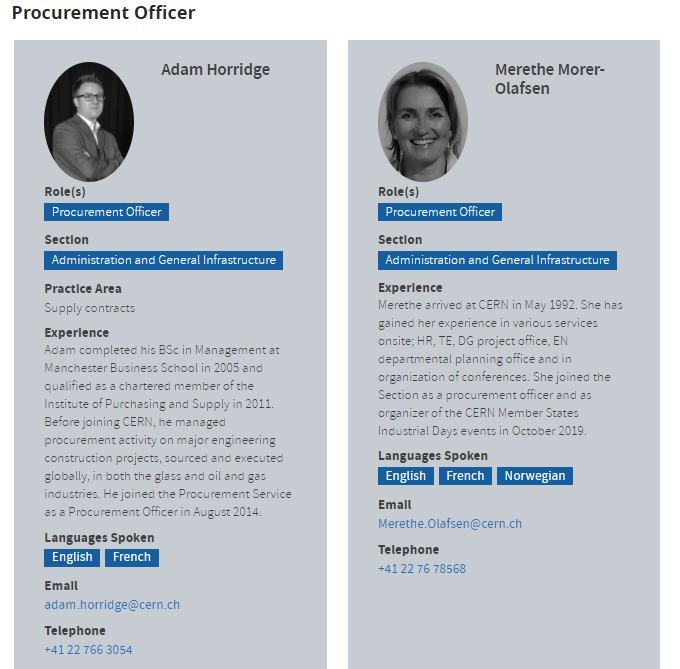 Procurement Officer
Adam Horridge
Role(s)
Procurement Officer
Section
Administration and General Infrastructure
Practice Area
Supply contracts
Experience
Adam completed his BSc in Management at
Manchester Business School in 2005 and
qualified as a chartered member of the
Institute of Purchasing and Supply in 2011.
Before joining CERN, he managed
procurement activity on major engineering
construction projects, sourced and executed
globally, in both the glass and oil and gas
industries. He joined the Procurement Service
as a Procurement Officer in August 2014.
Languages Spoken
English French
Email
adam.horridge@cern.ch
Telephone
+41 22 766 3054
Merethe Morer-
Olafsen
Role(s)
Procurement Officer
Section
Administration and General Infrastructure
Experience
Merethe arrived at CERN in May 1992. She has
gained her experience in various services
onsite; HR, TE, DG project office, EN
departmental planning office and in
organization of conferences. She joined the
Section as a procurement officer and as
organizer of the CERN Member States
Industrial Days events in October 2019.
Languages Spoken
English French Norwegian
Email
Merethe.Olafsen@cern.ch
Telephone
+41 22 76 78568